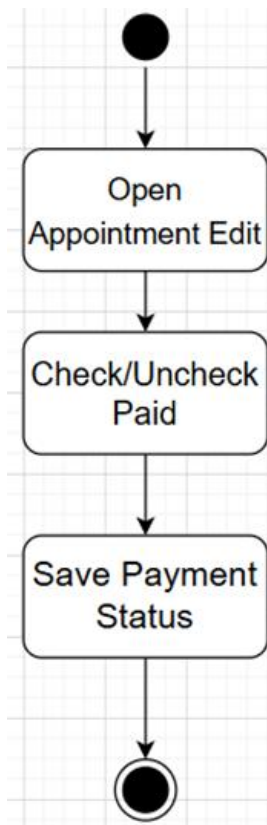 Open
Appointment Edit
Check/Uncheck
Paid
Save Payment
Status